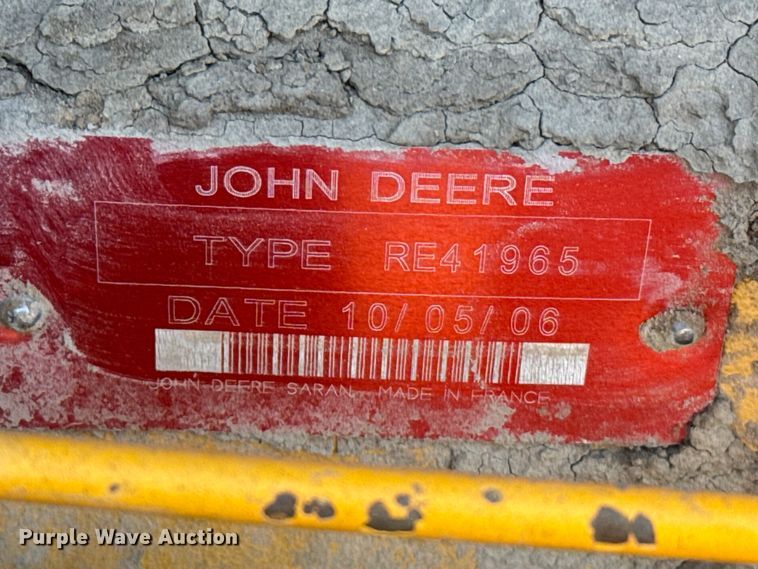 JOHN DEERE
TYPE RE41965
DATE 10/05/06
JOHN DEERE SARAN. MADE IN FRANCE
Purple Wave Auction